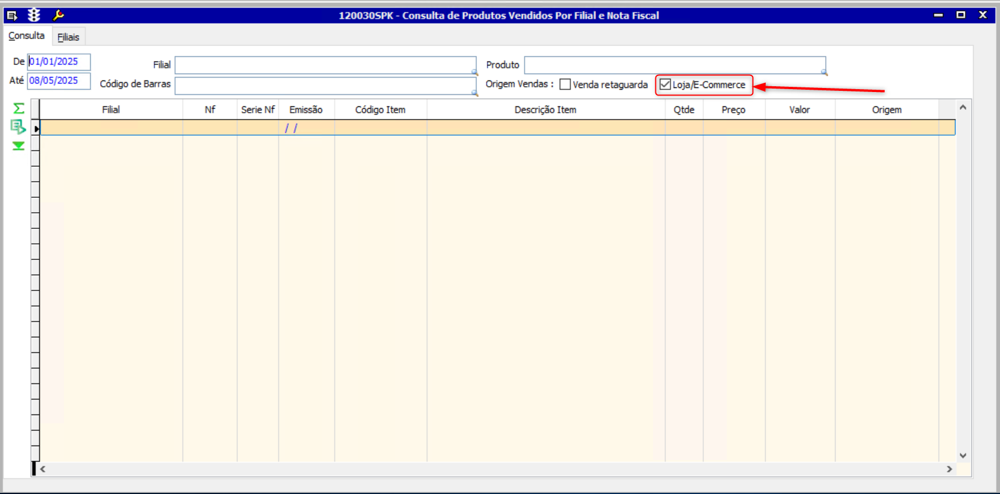 120030SPK - Consulta de Produtos Vendidos Por Filial e Nota Fiscal
Consulta Filiais
De 01/01/2025 Filial Produto
Até 08/05/2025 Código de Barras Origem Vendas : Venda retaguarda Loja/E-Commerce
Filial Nf Serie Nf Emissão Código Item Descrição Item Qtde Preço Valor Origem
/ /